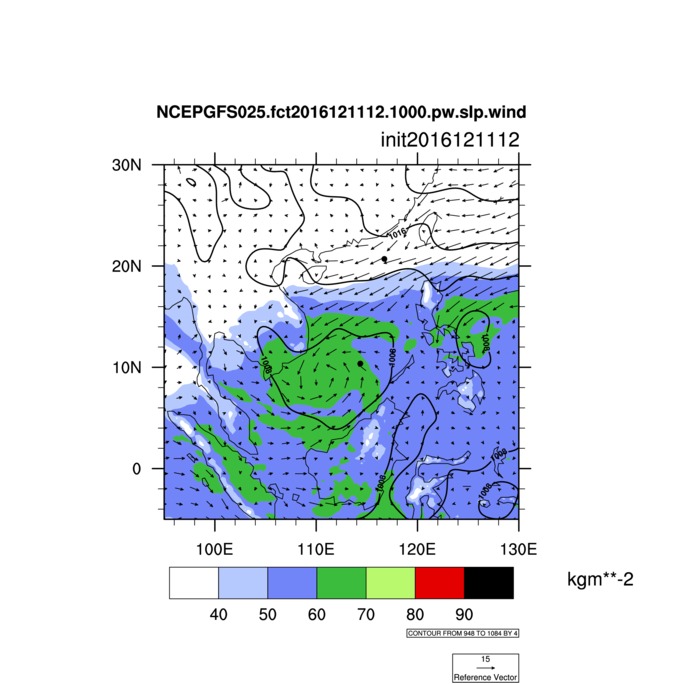 NCEPGFS025.fct2016121112.1000.pw.slp.wind
init2016121112
30N
20N
10N
0
1016
1008
1008
1008
1008
1008
1008
100E 110E 120E 130E
kgm**-2
40 50 60 70 80 90
CONTOUR FROM 948 TO 1084 BY 4
15
Reference Vector